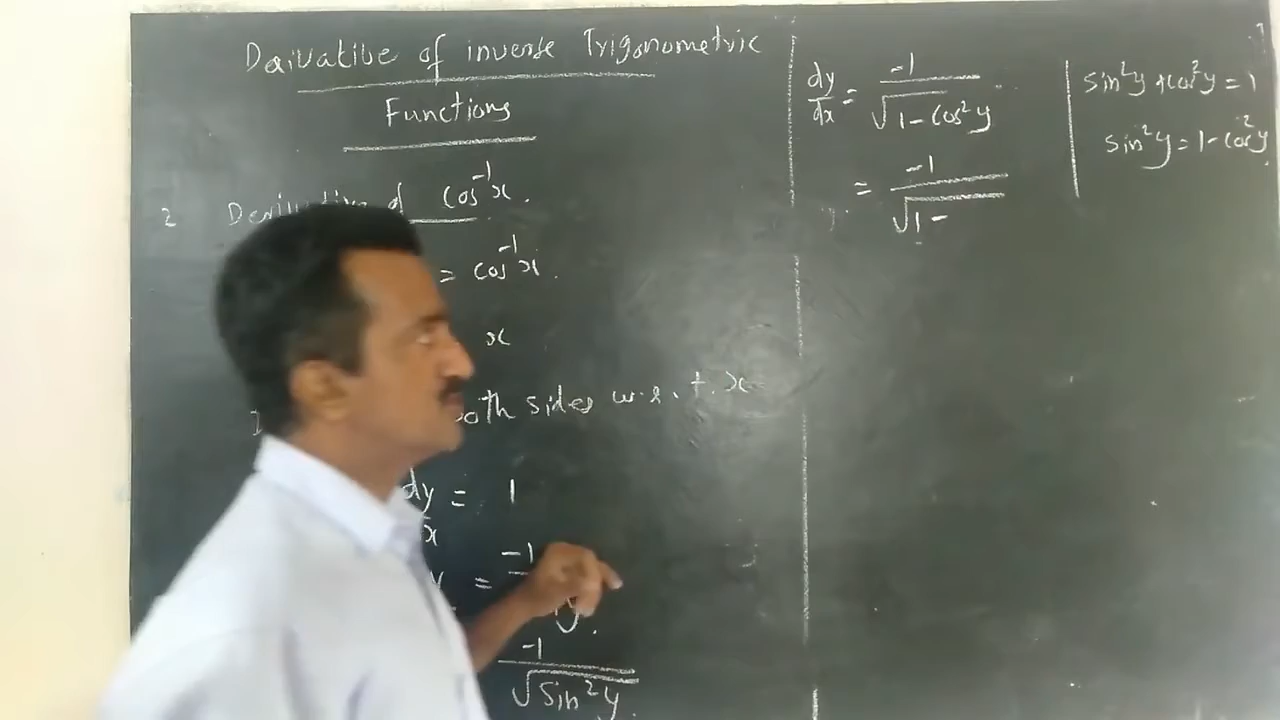 Derivative of inverse Trigonometric
Functions
2 Derivative of cos⁻¹x.
= cos⁻¹x.
x
both sides w.r.t. x
dy/x = 1
= -1/y.
-1/√Sin²y.
dy/dx = -1/√1-cos²y
= -1/√1-
sin²y+cos²y=1
sin²y=1-cos²y